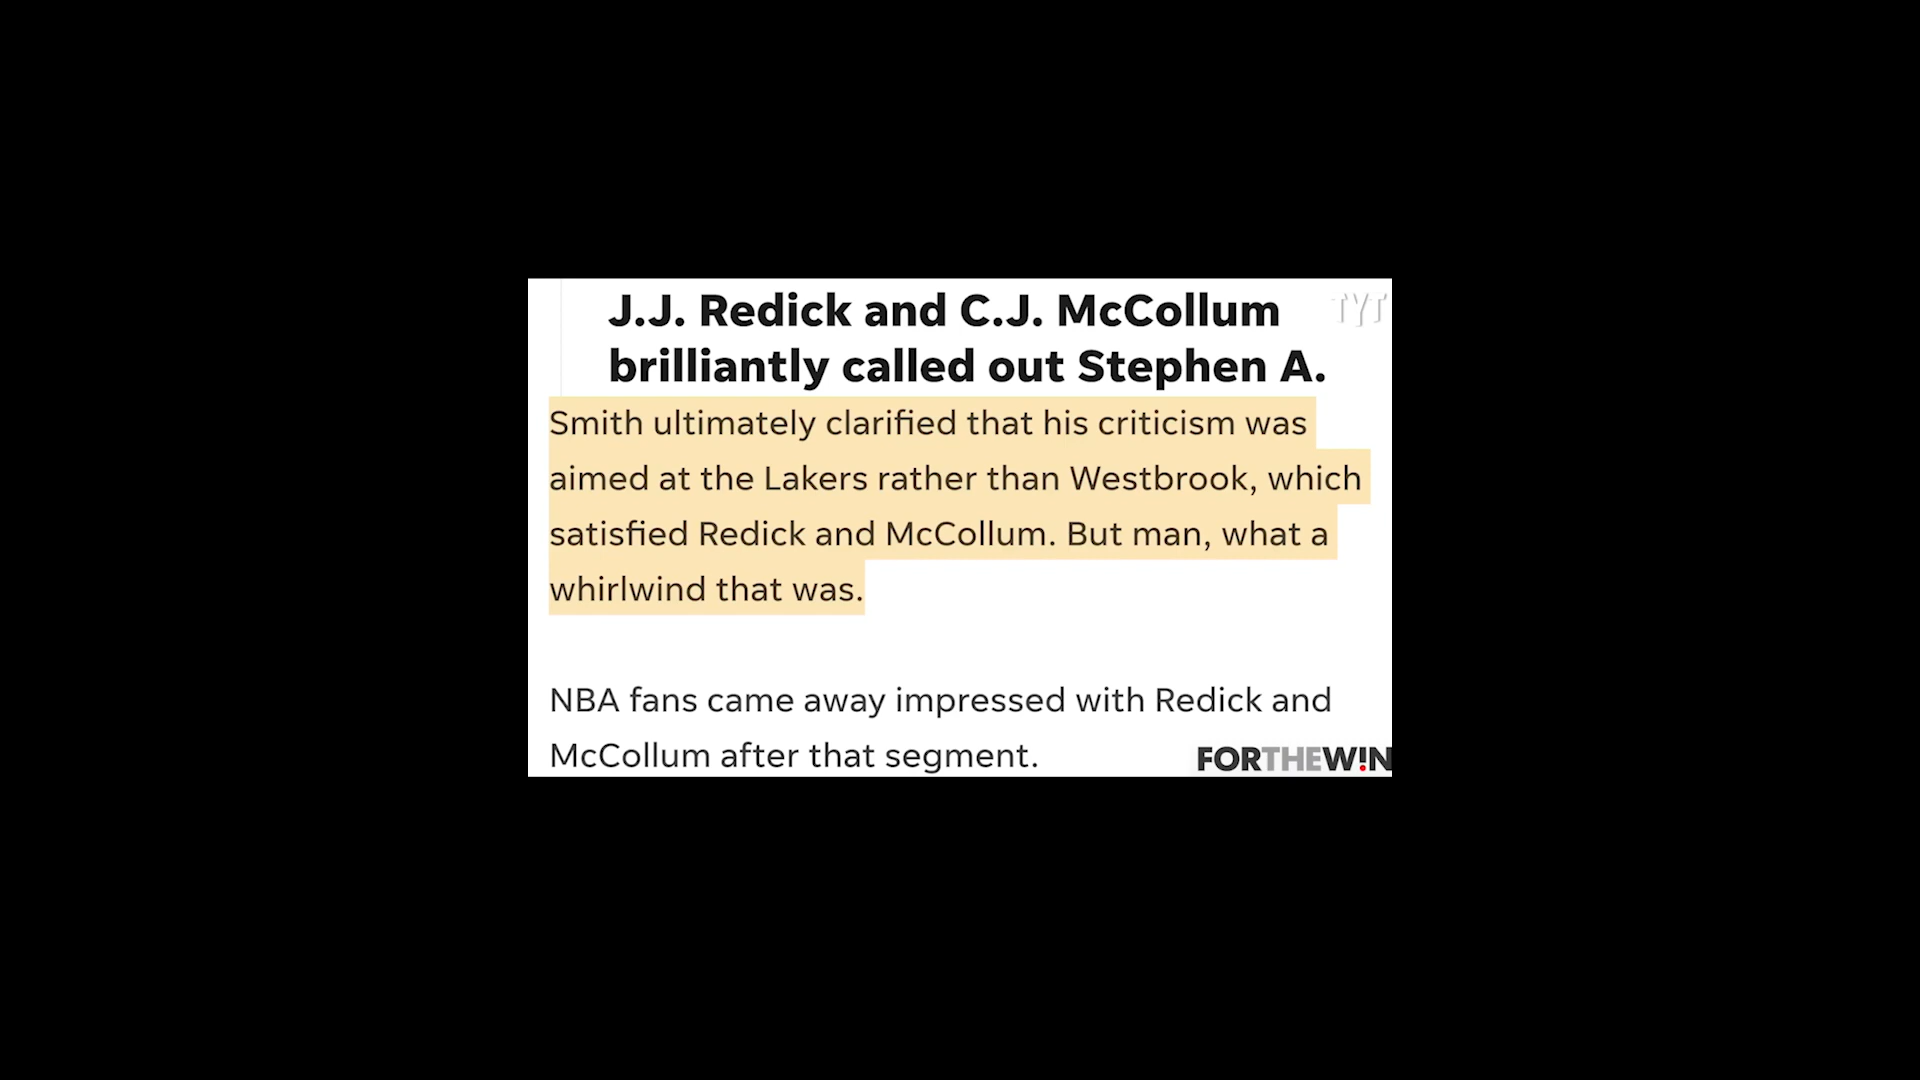 J.J. Redick and C.J. McCollum
TYT
brilliantly called out Stephen A.
Smith ultimately clarified that his criticism was
aimed at the Lakers rather than Westbrook, which
satisfied Redick and McCollum. But man, what a
whirlwind that was.
NBA fans came away impressed with Redick and
McCollum after that segment.
FORTHEW!N